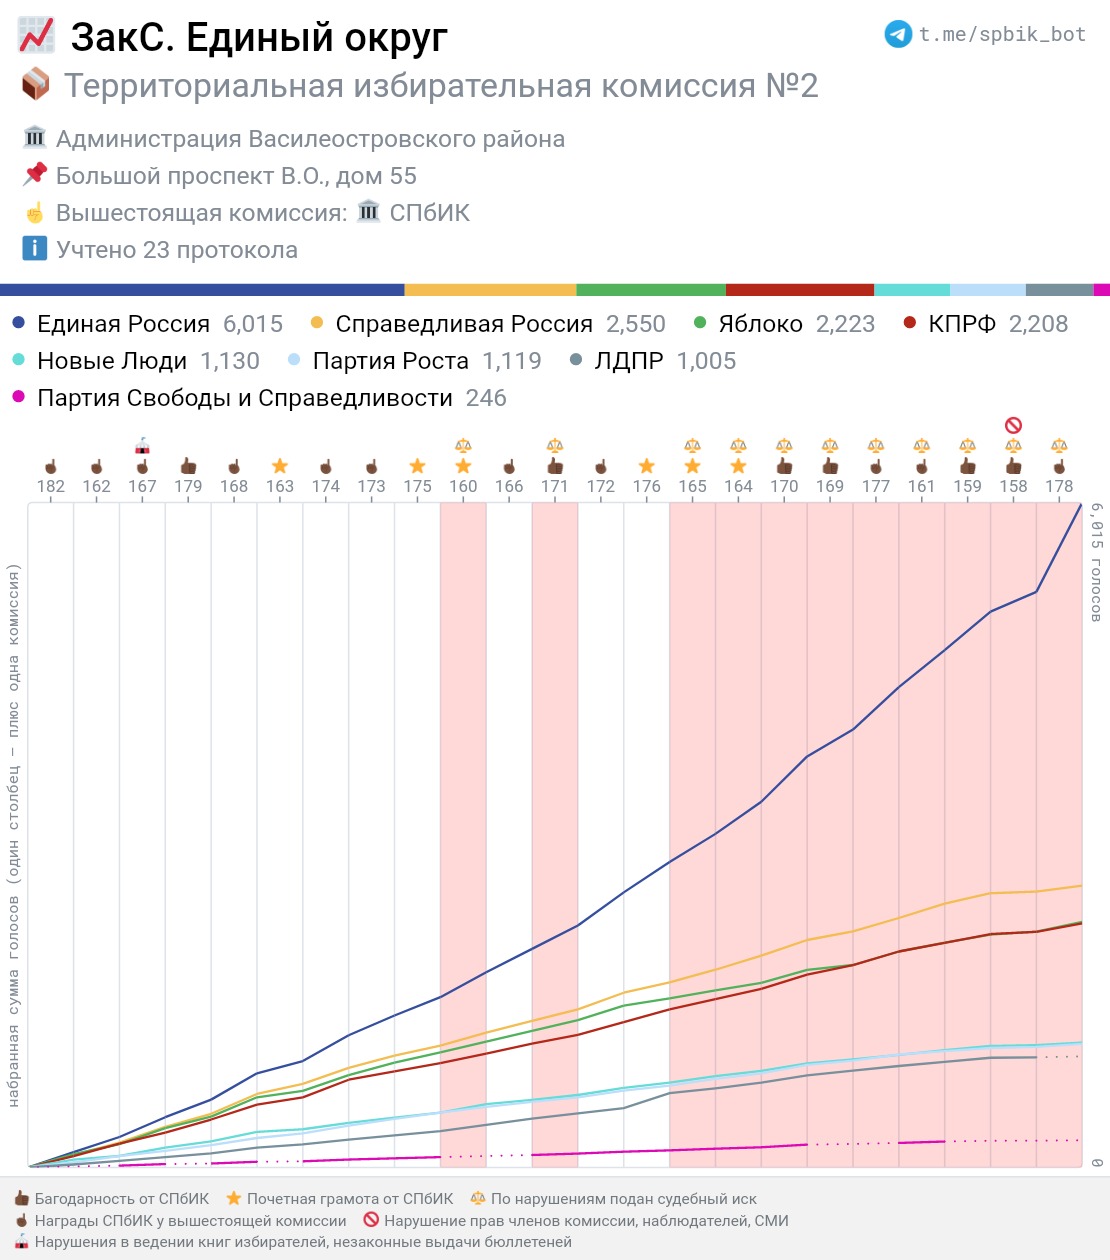 ЗакС. Единый округ
t.me/spbik_bot
Территориальная избирательная комиссия №2
Администрация Василеостровского района
Большой проспект В.О., дом 55
Вышестоящая комиссия: СПбИК
Учтено 23 протокола
Единая Россия 6,015 Справедливая Россия 2,550 Яблоко 2,223 КПРФ 2,208
Новые Люди 1,130 Партия Роста 1,119 ЛДПР 1,005
Партия Свободы и Справедливости 246
182 162 167 179 168 163 174 173 175 160 166 171 172 176 165 164 170 169 177 161 159 158 178
набранная сумма голосов (один столбец — плюс одна комиссия)
6,015 голосов
0
Багодарность от СПбИК Почетная грамота от СПбИК По нарушениям подан судебный иск
Награды СПбИК у вышестоящей комиссии Нарушение прав членов комиссии, наблюдателей, СМИ
Нарушения в ведении книг избирателей, незаконные выдачи бюллетеней